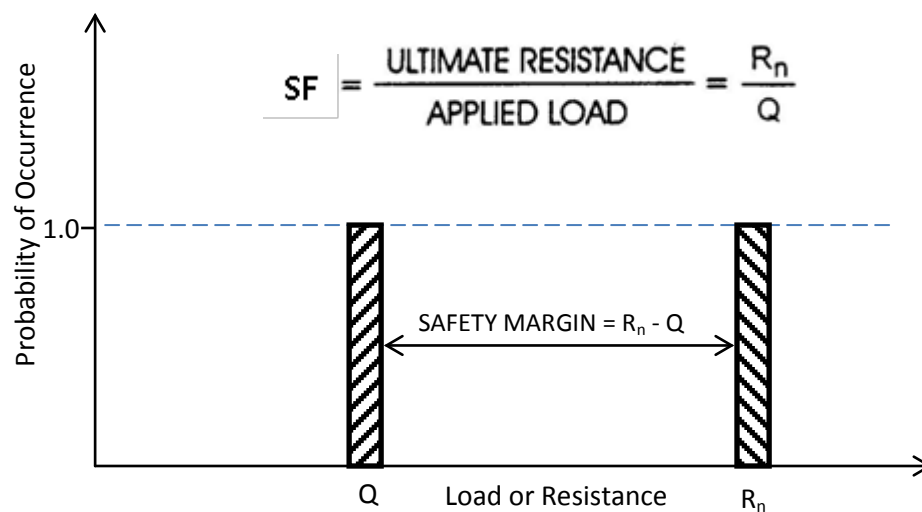 SF = ULTIMATE RESISTANCE / APPLIED LOAD = Rₙ / Q
Probability of Occurrence
1.0
SAFETY MARGIN = Rₙ - Q
Q
Load or Resistance
Rₙ